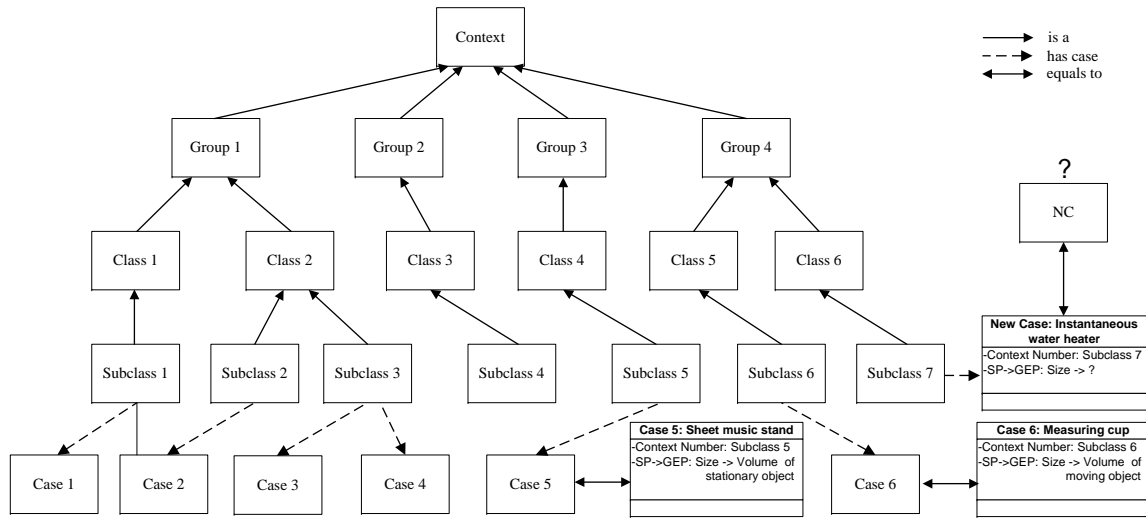 Context
is a
has case
equals to
Group 1
Group 2
Group 3
Group 4
?
NC
Class 1
Class 2
Class 3
Class 4
Class 5
Class 6
Subclass 1
Subclass 2
Subclass 3
Subclass 4
Subclass 5
Subclass 6
Subclass 7
New Case: Instantaneous
water heater
-Context Number: Subclass 7
-SP->GEP: Size -> ?
Case 1
Case 2
Case 3
Case 4
Case 5
Case 5: Sheet music stand
-Context Number: Subclass 5
-SP->GEP: Size -> Volume of
stationary object
Case 6
Case 6: Measuring cup
-Context Number: Subclass 6
-SP->GEP: Size -> Volume of
moving object